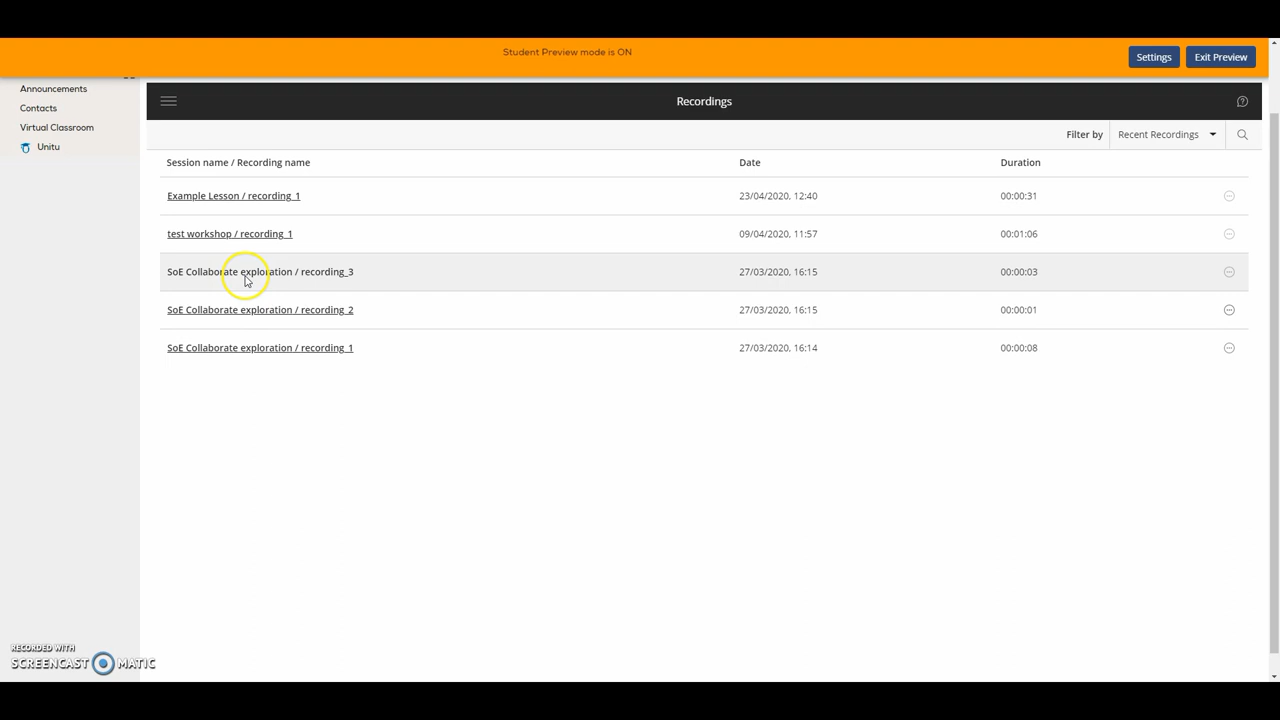 Student Preview mode is ON
Settings
Exit Preview
Announcements
Contacts
Virtual Classroom
Unitu
Recordings
Filter by
Recent Recordings
Session name / Recording name
Date
Duration
Example Lesson / recording_1
23/04/2020, 12:40
00:00:31
test workshop / recording_1
09/04/2020, 11:57
00:01:06
SoE Collaborate exploration / recording_3
27/03/2020, 16:15
00:00:03
SoE Collaborate exploration / recording_2
27/03/2020, 16:15
00:00:01
SoE Collaborate exploration / recording_1
27/03/2020, 16:14
00:00:08
RECORDED WITH
SCREENCAST MATIC